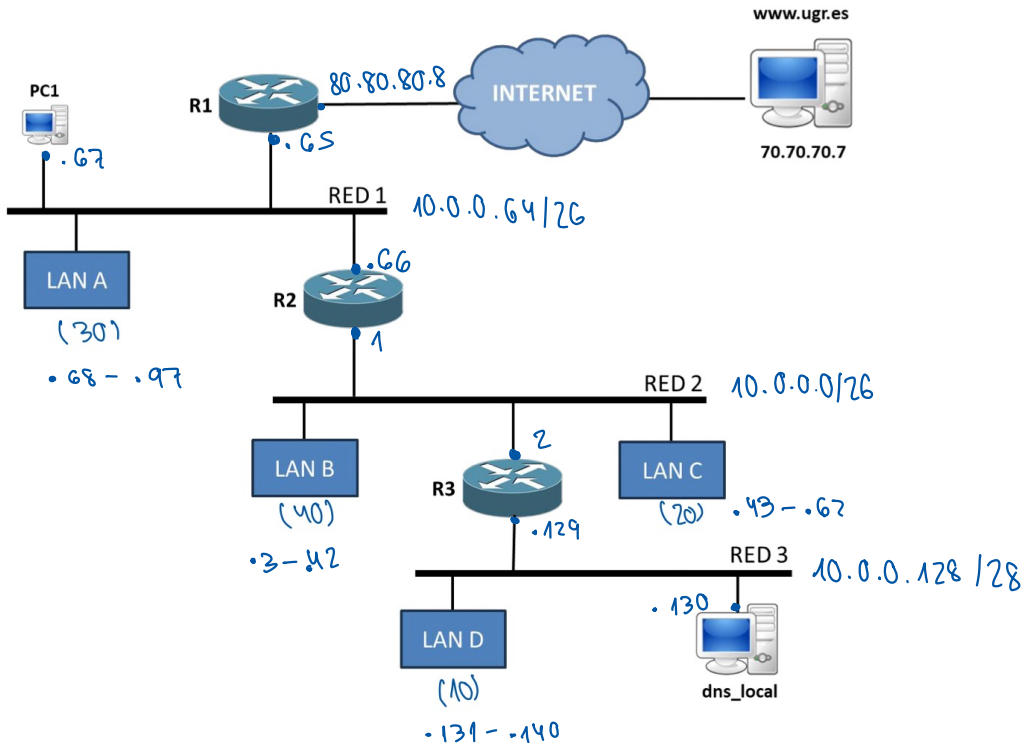 www.ugr.es
80.80.80.8
INTERNET
PC1
R1
.67
.65
70.70.70.7
RED 1
10.0.0.64/26
LAN A
.66
R2
(30)
1
.68 - .97
RED 2
10.0.0.0/26
2
LAN B
LAN C
R3
(40)
(20)
.43 - .62
.129
.3 - .42
RED 3
10.0.0.128 /28
.130
LAN D
(10)
dns_local
.131 - .140